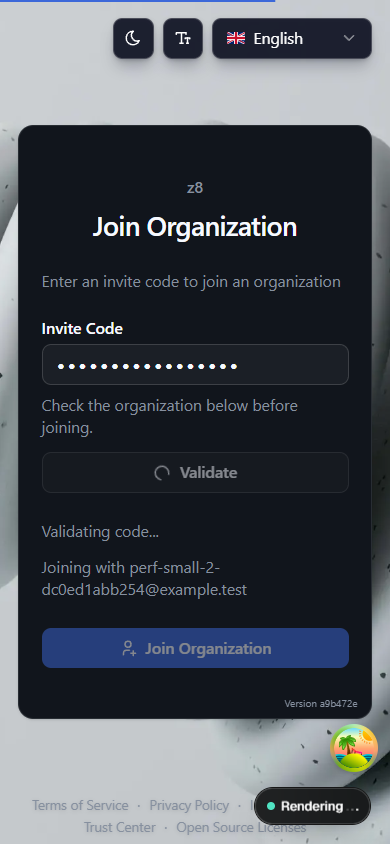 English
z8
Join Organization
Enter an invite code to join an organization
Invite Code
•••••••••••••••••
Check the organization below before
joining.
Validate
Validating code...
Joining with perf-small-2-
dc0ed1abb254@example.test
Join Organization
Version a9b472e
Terms of Service · Privacy Policy ·
Rendering ...
Trust Center · Open Source Licenses